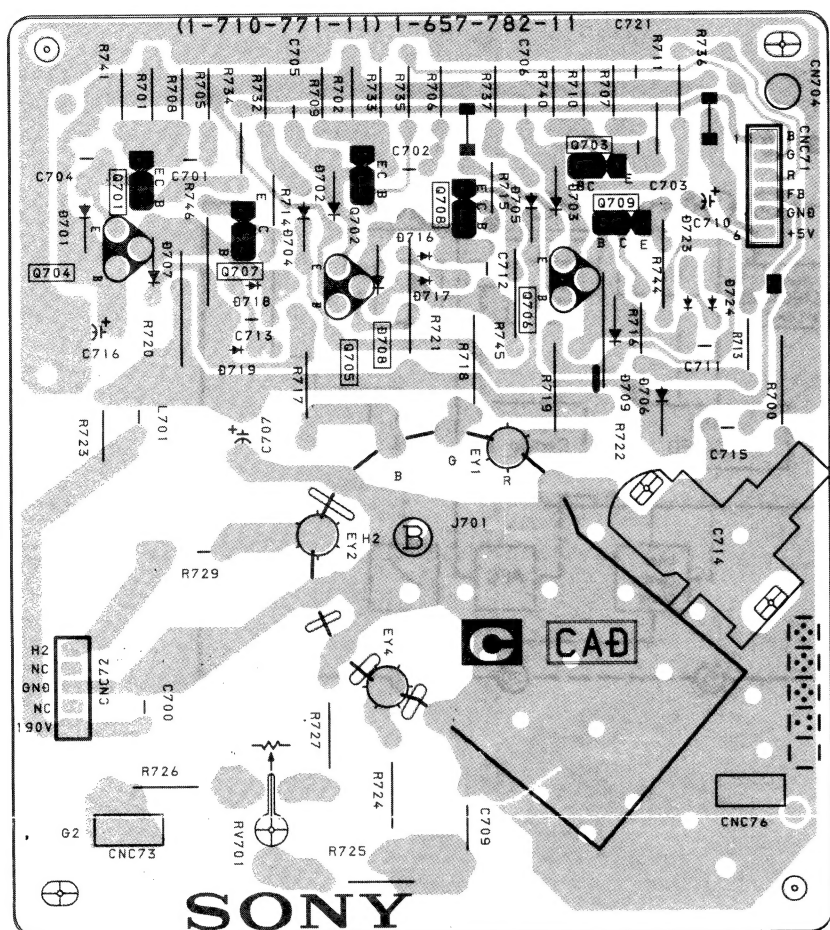 (1-710-771-11) 1-657-782-11
C721
R741
R701
R708
R705
R734
R732
C705
R709
R702
R733
R735
R706
R737
C706
R740
R710
R707
R711
R736
CN704
CNC71
1
B
G
R
FB
GND
6
+5V
C704
Q701
E
C
B
C701
R746
E
C
B
Q707
R714
D702
D704
Q702
E
C
B
C702
Q708
E
C
B
R715
D705
Q703
B
C
E
D703
Q709
B
C
E
C703
C710
D723
D724
D701
Q704
E
B
D707
D718
C713
D719
E
B
Q705
D708
D716
D717
R721
C712
R745
R718
Q706
E
B
R744
R716
C711
R713
R700
C716
R720
R717
R719
D709
D706
R722
C715
R723
L701
C707
B
G
EY1
R
H2
EY2
B
J701
C714
R729
C
CAD
EY4
H2
NC
GND
NC
190V
CNC72
C700
R727
R726
R724
C709
CNC76
G2
CNC73
RV701
R725
SONY